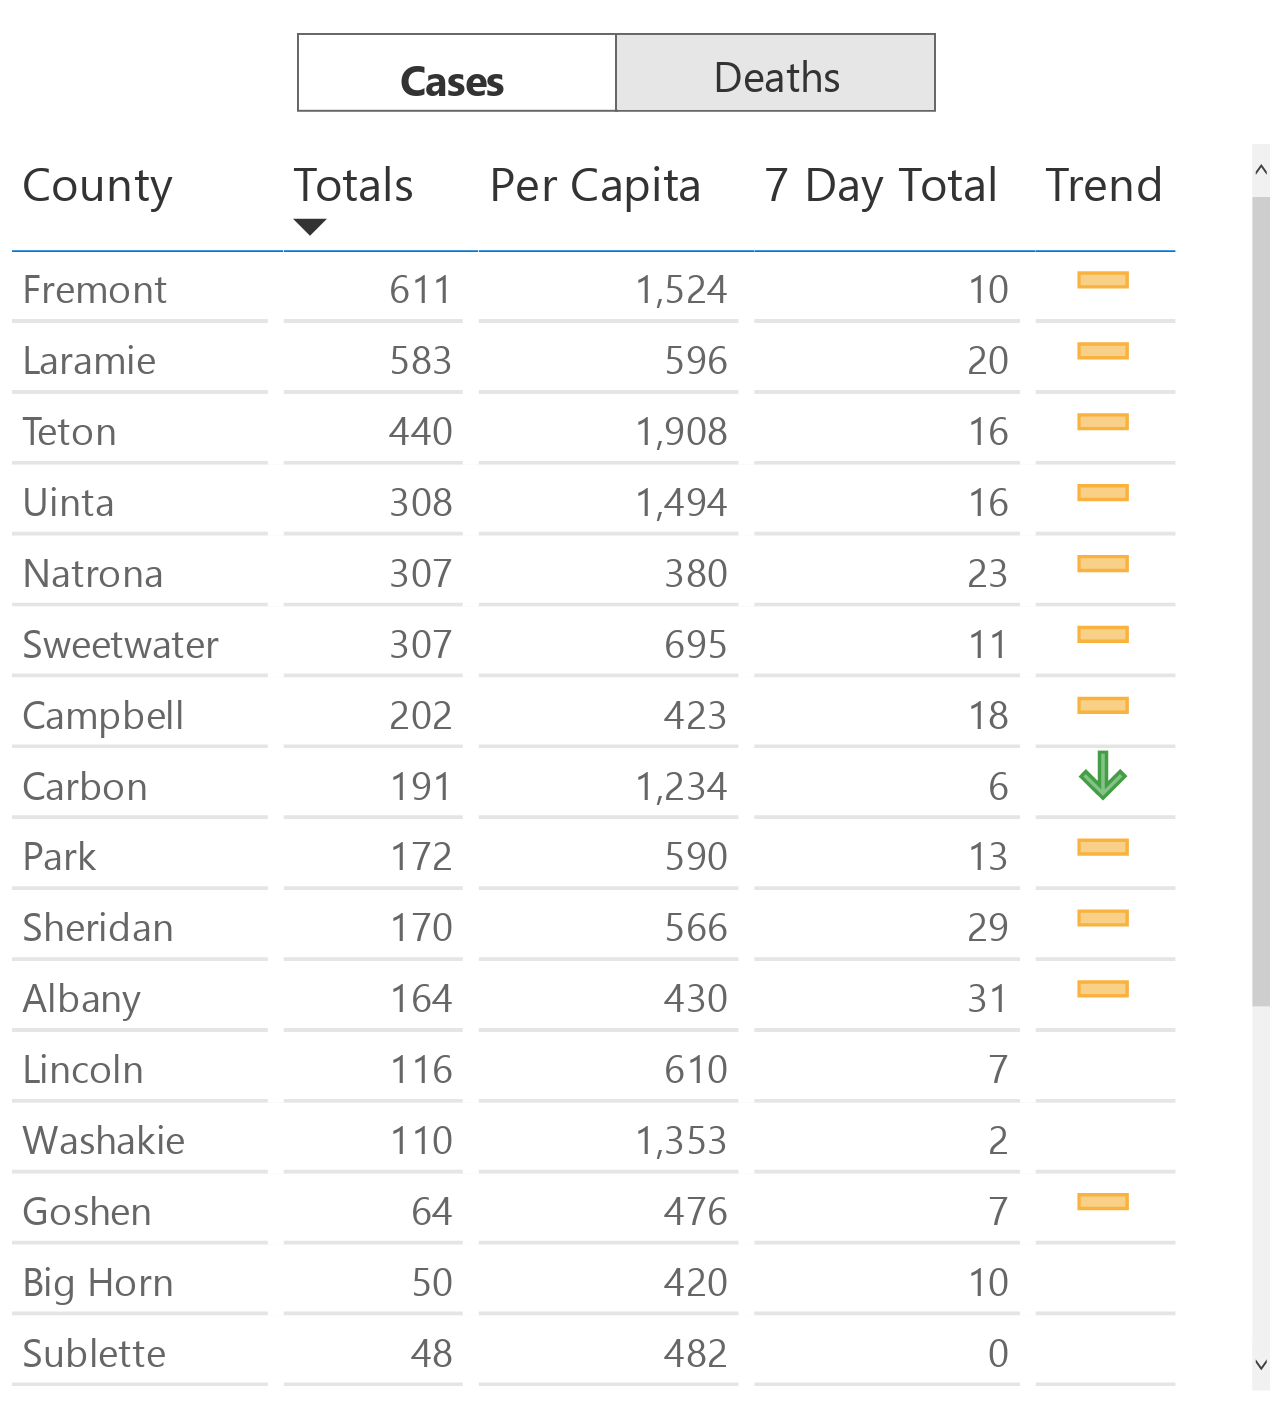 Cases Deaths
County Totals Per Capita 7 Day Total Trend
Fremont 611 1,524 10
Laramie 583 596 20
Teton 440 1,908 16
Uinta 308 1,494 16
Natrona 307 380 23
Sweetwater 307 695 11
Campbell 202 423 18
Carbon 191 1,234 6
Park 172 590 13
Sheridan 170 566 29
Albany 164 430 31
Lincoln 116 610 7
Washakie 110 1,353 2
Goshen 64 476 7
Big Horn 50 420 10
Sublette 48 482 0